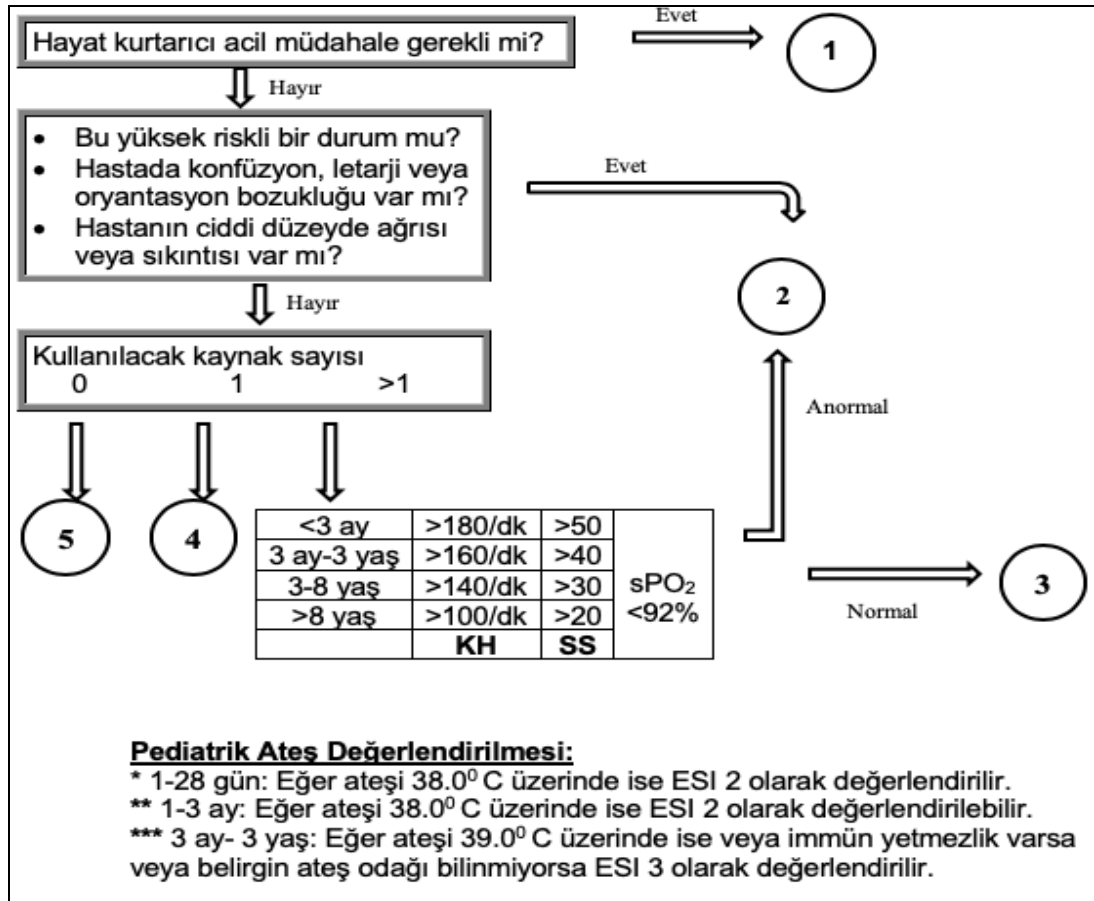 Hayat kurtarıcı acil müdahale gerekli mi?
Evet
1
Hayır
• Bu yüksek riskli bir durum mu?
• Hastada konfüzyon, letarji veya
oryantasyon bozukluğu var mı?
• Hastanın ciddi düzeyde ağrısı
veya sıkıntısı var mı?
Evet
2
Hayır
Kullanılacak kaynak sayısı
0 1 >1
Anormal
5
4
<3 ay >180/dk >50
3 ay-3 yaş >160/dk >40
3-8 yaş >140/dk >30
>8 yaş >100/dk >20
KH SS
sPO₂
<92%
Normal
3
Pediatrik Ateş Değerlendirilmesi:
* 1-28 gün: Eğer ateşi 38.0⁰ C üzerinde ise ESI 2 olarak değerlendirilir.
** 1-3 ay: Eğer ateşi 38.0⁰ C üzerinde ise ESI 2 olarak değerlendirilebilir.
*** 3 ay- 3 yaş: Eğer ateşi 39.0⁰ C üzerinde ise veya immün yetmezlik varsa
veya belirgin ateş odağı bilinmiyorsa ESI 3 olarak değerlendirilir.